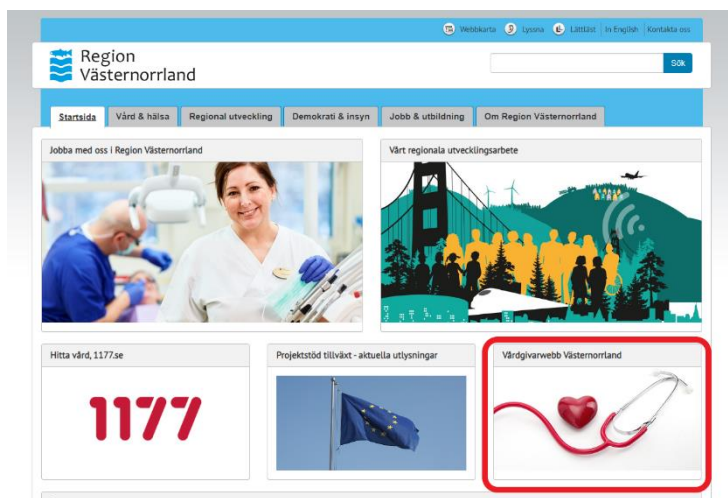 Webbkarta Lyssna Lättläst In English Kontakta oss
Region
Västernorrland
Sök
Startsida Vård & hälsa Regional utveckling Demokrati & insyn Jobb & utbildning Om Region Västernorrland
Jobba med oss i Region Västernorrland Vårt regionala utvecklingsarbete
Hitta vård, 1177.se Projektstöd tillväxt - aktuella utlysningar Vårdgivarwebb Västernorrland
1177